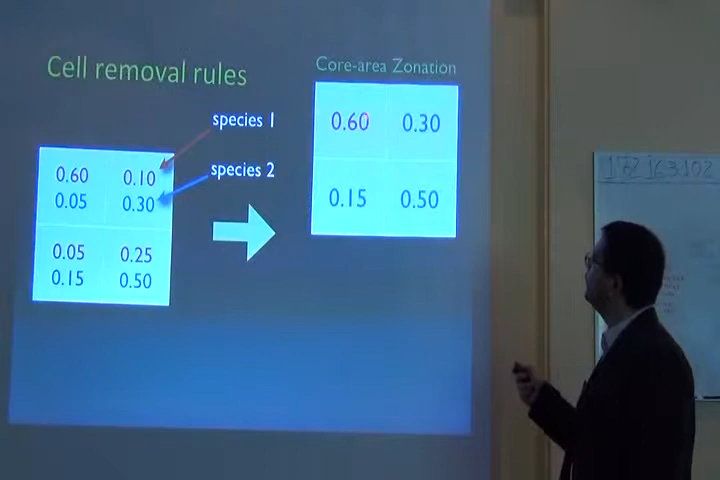 Cell removal rules
Core-area Zonation
species 1
species 2
0.60 0.10
0.05 0.30
0.05 0.25
0.15 0.50
0.60 0.30
0.15 0.50